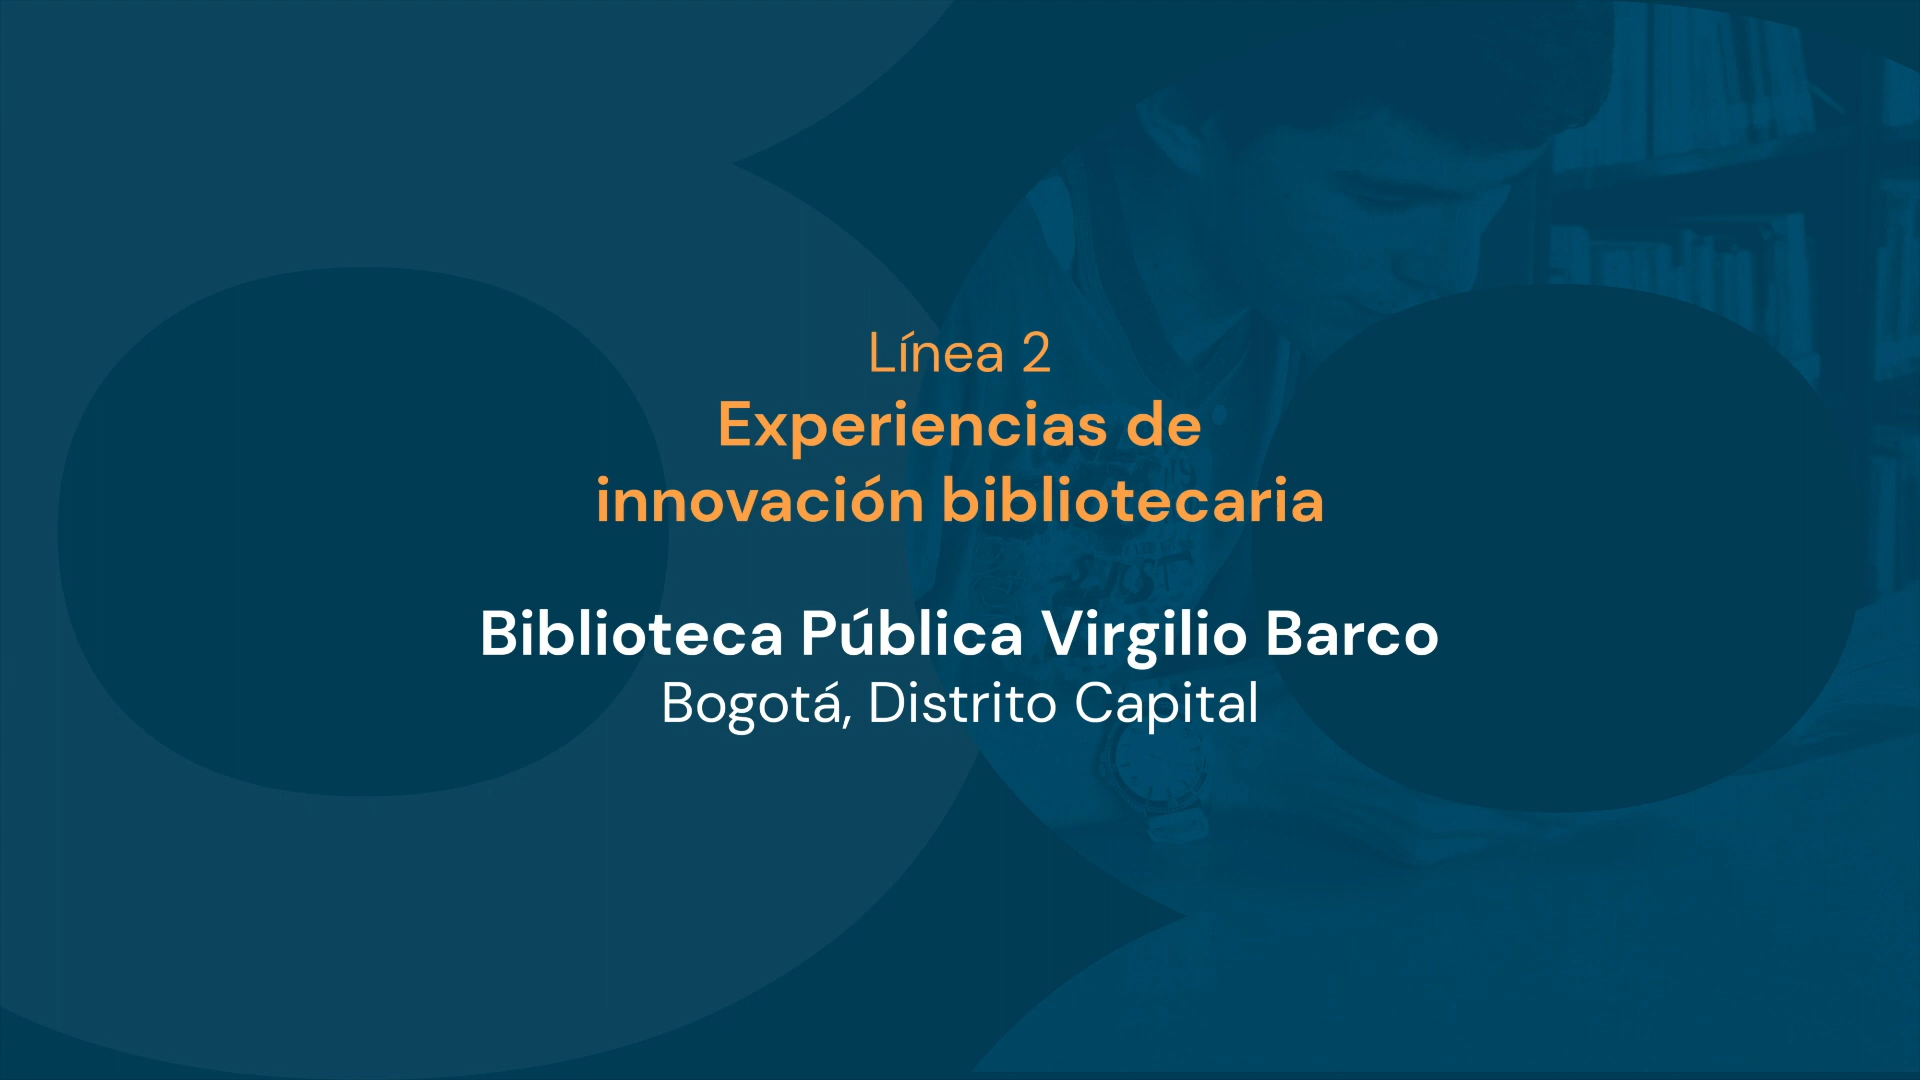 Línea 2
Experiencias de
innovación bibliotecaria
Biblioteca Pública Virgilio Barco
Bogotá, Distrito Capital